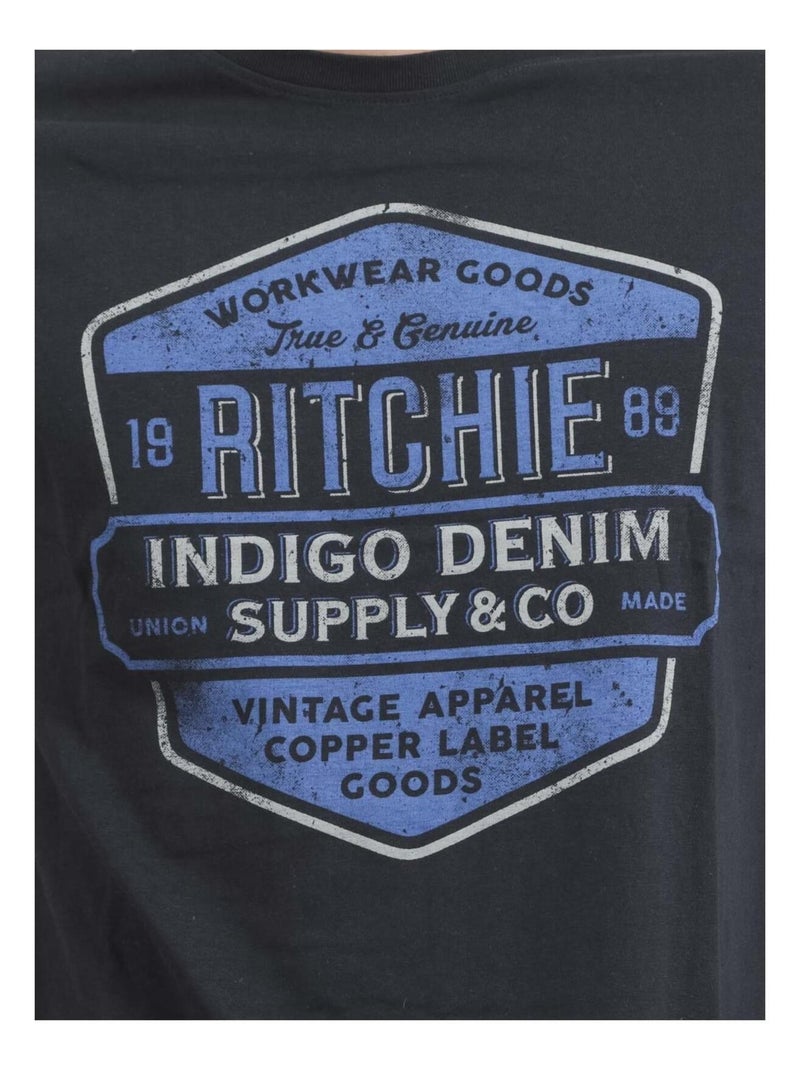 WORKWEAR GOODS
True & Genuine
19 RITCHIE 89
INDIGO DENIM
UNION SUPPLY & CO MADE
VINTAGE APPAREL
COPPER LABEL
GOODS